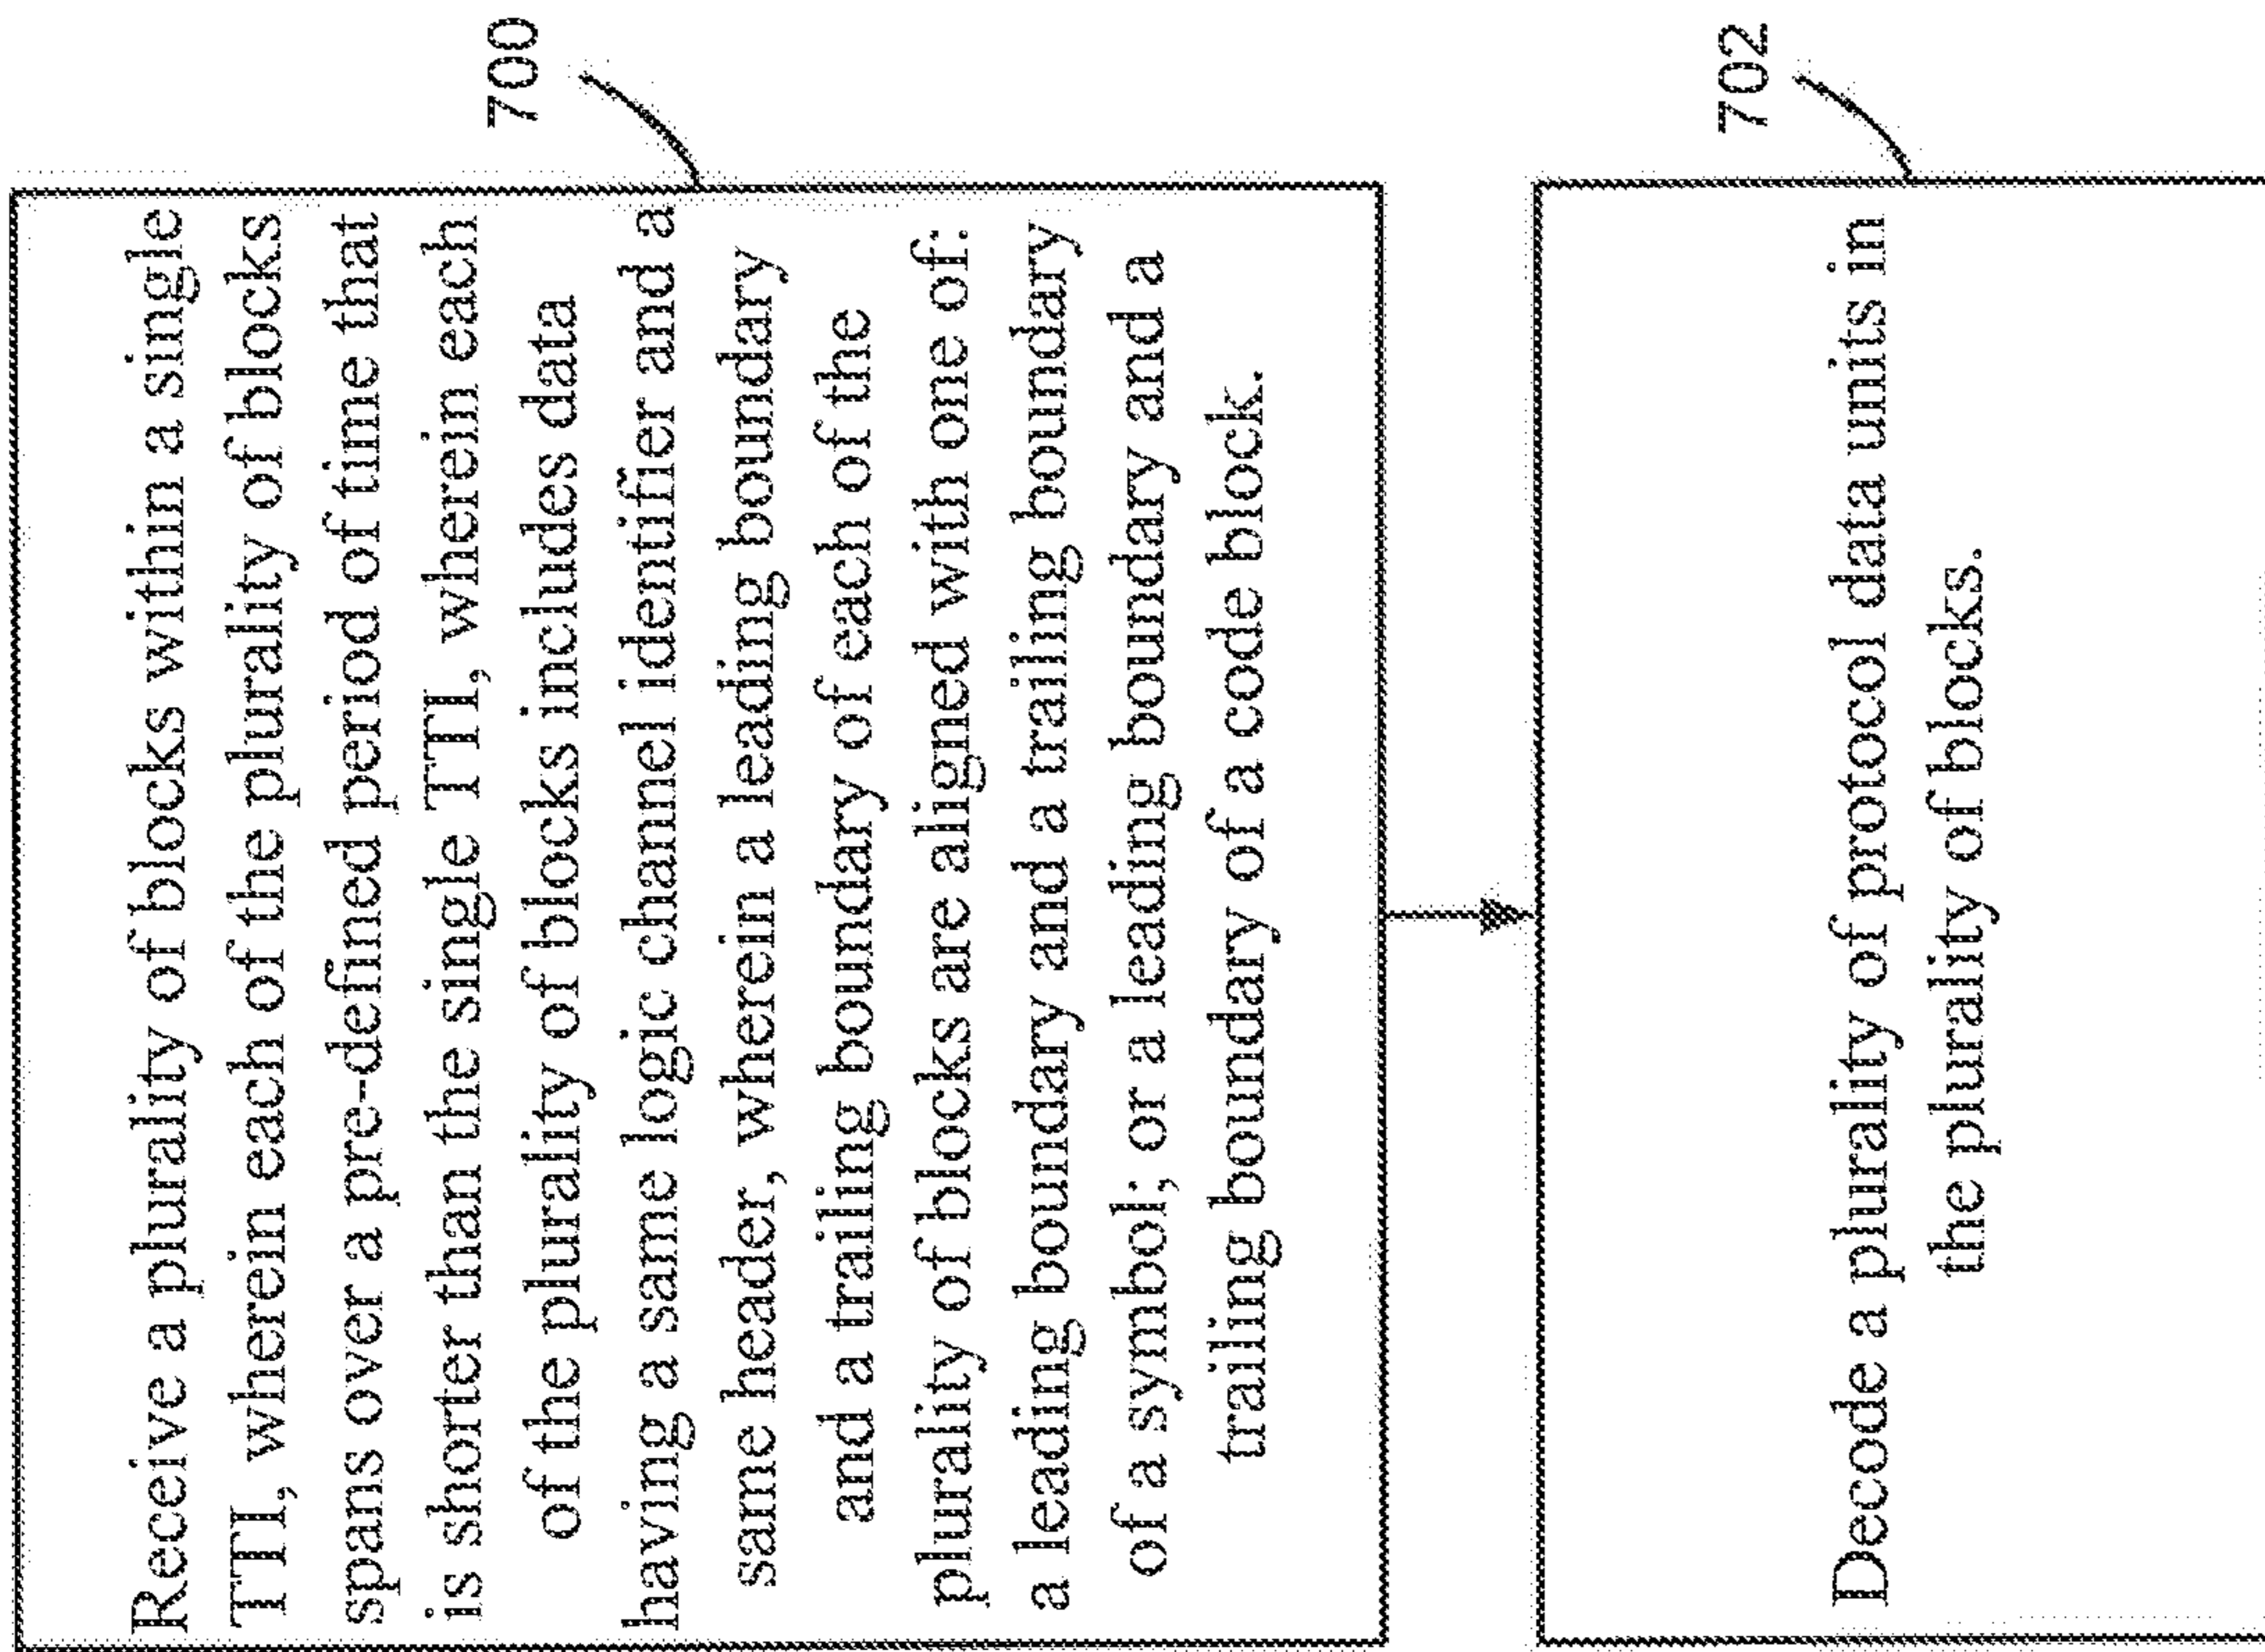 Receive a plurality of blocks within a single
TTI, wherein each of the plurality of blocks
spans over a pre-defined period of time that
is shorter than the single TTI, wherein each
of the plurality of blocks includes data
having a same logic channel identifier and a
same header, wherein a leading boundary
and a trailing boundary of each of the
plurality of blocks are aligned with one of:
a leading boundary and a trailing boundary
of a symbol; or a leading boundary and a
trailing boundary of a code block.
700
Decode a plurality of protocol data units in
the plurality of blocks.
702